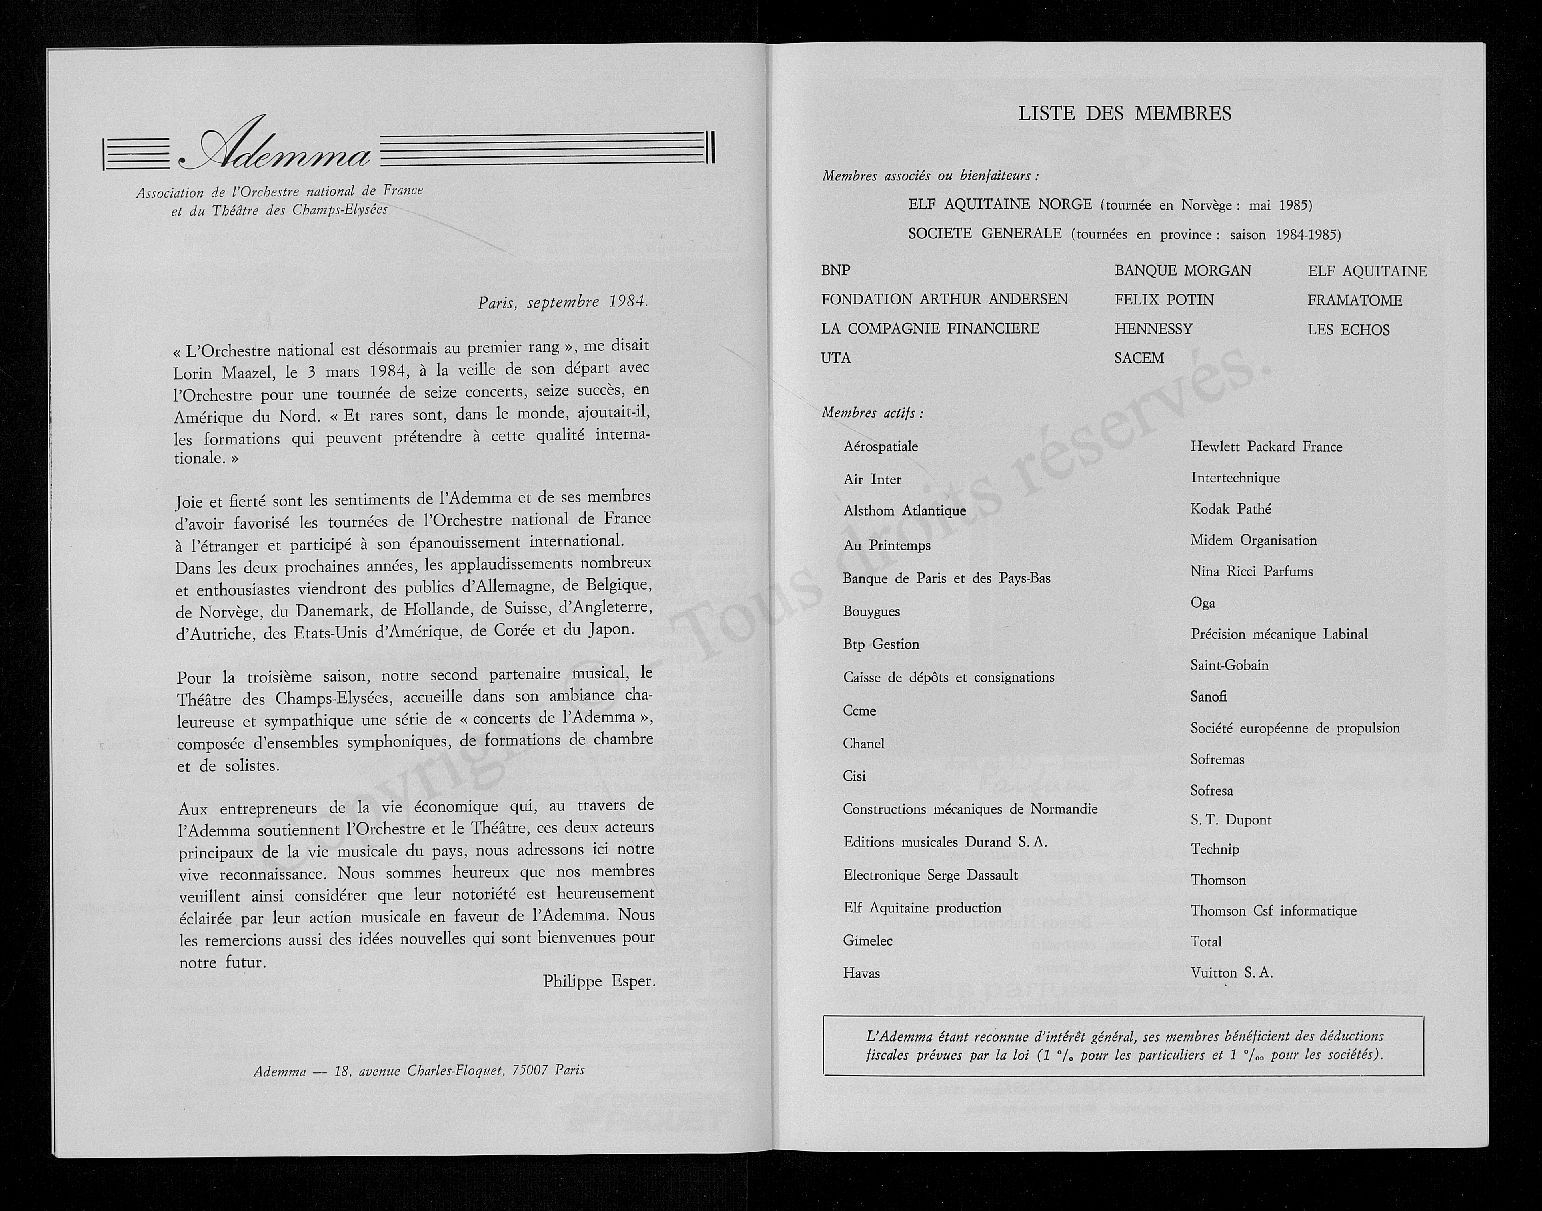 Ademma
Association de l'Orchestre national de France
et du Théâtre des Champs-Elysées
Paris, septembre 1984.
« L'Orchestre national est désormais au premier rang », me disait
Lorin Maazel, le 3 mars 1984, à la veille de son départ avec
l'Orchestre pour une tournée de seize concerts, seize succès, en
Amérique du Nord. « Et rares sont, dans le monde, ajoutait-il,
les formations qui peuvent prétendre à cette qualité interna-
tionale. »
Joie et fierté sont les sentiments de l'Ademma et de ses membres
d'avoir favorisé les tournées de l'Orchestre national de France
à l'étranger et participé à son épanouissement international.
Dans les deux prochaines années, les applaudissements nombreux
et enthousiastes viendront des publics d'Allemagne, de Belgique,
de Norvège, du Danemark, de Hollande, de Suisse, d'Angleterre,
d'Autriche, des Etats-Unis d'Amérique, de Corée et du Japon.
Pour la troisième saison, notre second partenaire musical, le
Théâtre des Champs-Elysées, accueille dans son ambiance cha-
leureuse et sympathique une série de « concerts de l'Ademma »,
composée d'ensembles symphoniques, de formations de chambre
et de solistes.
Aux entrepreneurs de la vie économique qui, au travers de
l'Ademma soutiennent l'Orchestre et le Théâtre, ces deux acteurs
principaux de la vie musicale du pays, nous adressons ici notre
vive reconnaissance. Nous sommes heureux que nos membres
veuillent ainsi considérer que leur notoriété est heureusement
éclairée par leur action musicale en faveur de l'Ademma. Nous
les remercions aussi des idées nouvelles qui sont bienvenues pour
notre futur.
Philippe Esper.
Ademma — 18, avenue Charles-Floquet, 75007 Paris
LISTE DES MEMBRES
Membres associés ou bienfaiteurs :
ELF AQUITAINE NORGE (tournée en Norvège : mai 1985)
SOCIETE GENERALE (tournées en province : saison 1984-1985)
BNP BANQUE MORGAN ELF AQUITAINE
FONDATION ARTHUR ANDERSEN FELIX POTIN FRAMATOME
LA COMPAGNIE FINANCIERE HENNESSY LES ECHOS
UTA SACEM
Membres actifs :
Aérospatiale
Air Inter
Alsthom Atlantique
Au Printemps
Banque de Paris et des Pays-Bas
Bouygues
Btp Gestion
Caisse de dépôts et consignations
Ceme
Chanel
Cisi
Constructions mécaniques de Normandie
Editions musicales Durand S. A.
Electronique Serge Dassault
Elf Aquitaine production
Gimelec
Havas
Hewlett Packard France
Intertechnique
Kodak Pathé
Midem Organisation
Nina Ricci Parfums
Oga
Précision mécanique Labinal
Saint-Gobain
Sanofi
Société européenne de propulsion
Sofremas
Sofresa
S. T. Dupont
Technip
Thomson
Thomson Csf informatique
Total
Vuitton S. A.
L'Ademma étant reconnue d'intérêt général, ses membres bénéficient des déductions
fiscales prévues par la loi (1 % pour les particuliers et 1 ‰ pour les sociétés).
Copyright © - Tous droits réservés.